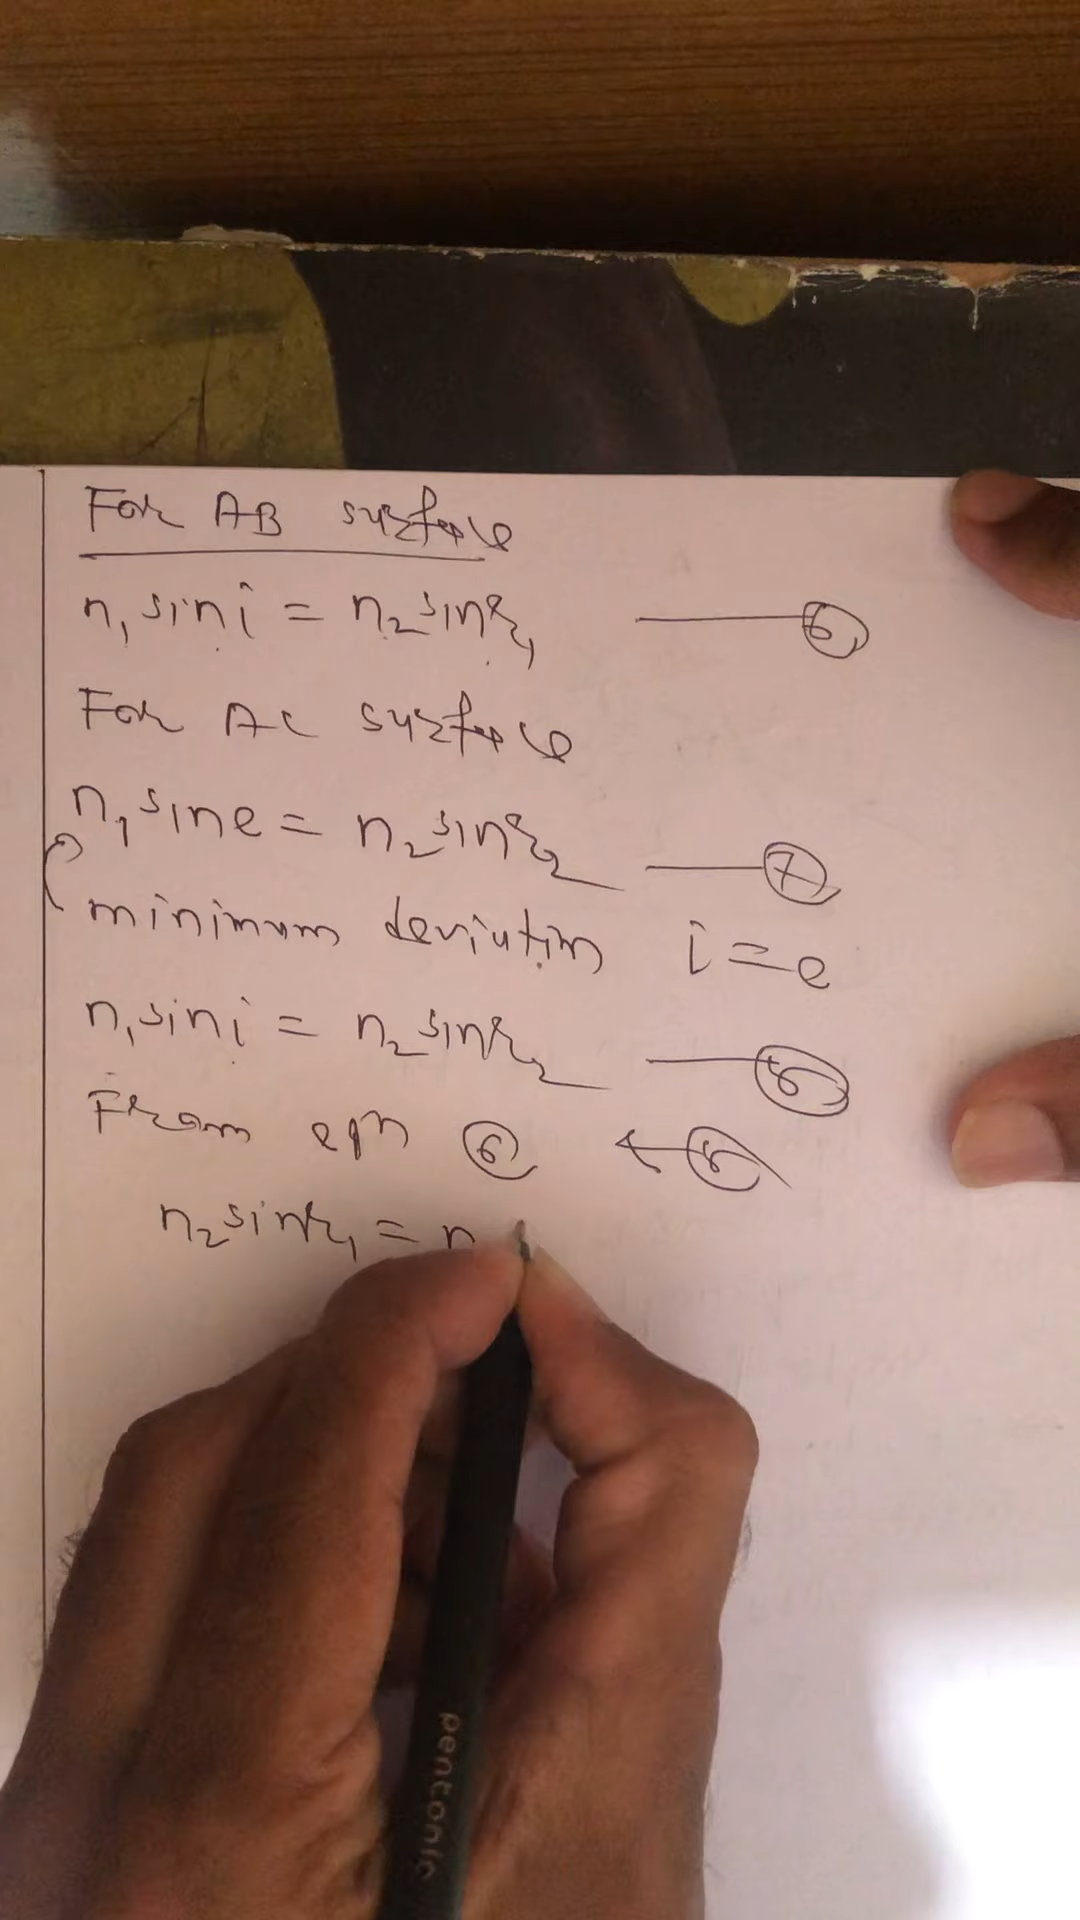 For AB surface
n₁ sin i = n₂ sin r₁ — 6
For AC surface
n₁ sin e = n₂ sin r₂ — 7
minimum deviation i = e
n₁ sin i = n₂ sin r₂ — 8
From eqn 6 ← 8
n₂ sin r₁ = n
pentonic